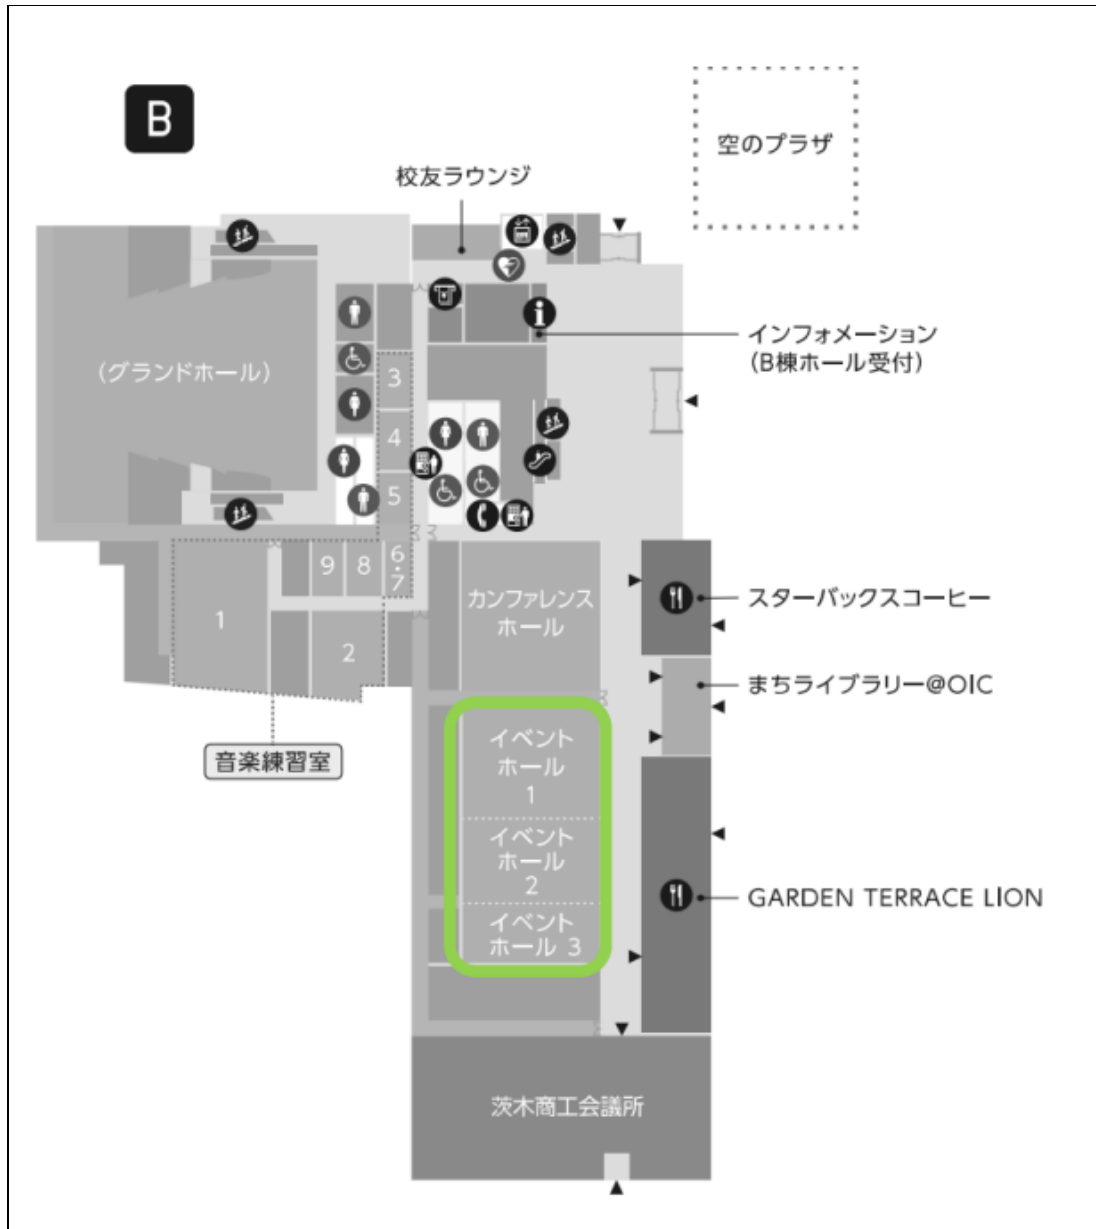 B
空のプラザ
校友ラウンジ
インフォメーション
(B棟ホール受付)
(グランドホール)
3
4
5
6・7
8
9
1
2
音楽練習室
カンファレンス
ホール
スターバックスコーヒー
まちライブラリー@OIC
イベント
ホール
1
イベント
ホール
2
イベント
ホール 3
GARDEN TERRACE LION
茨木商工会議所